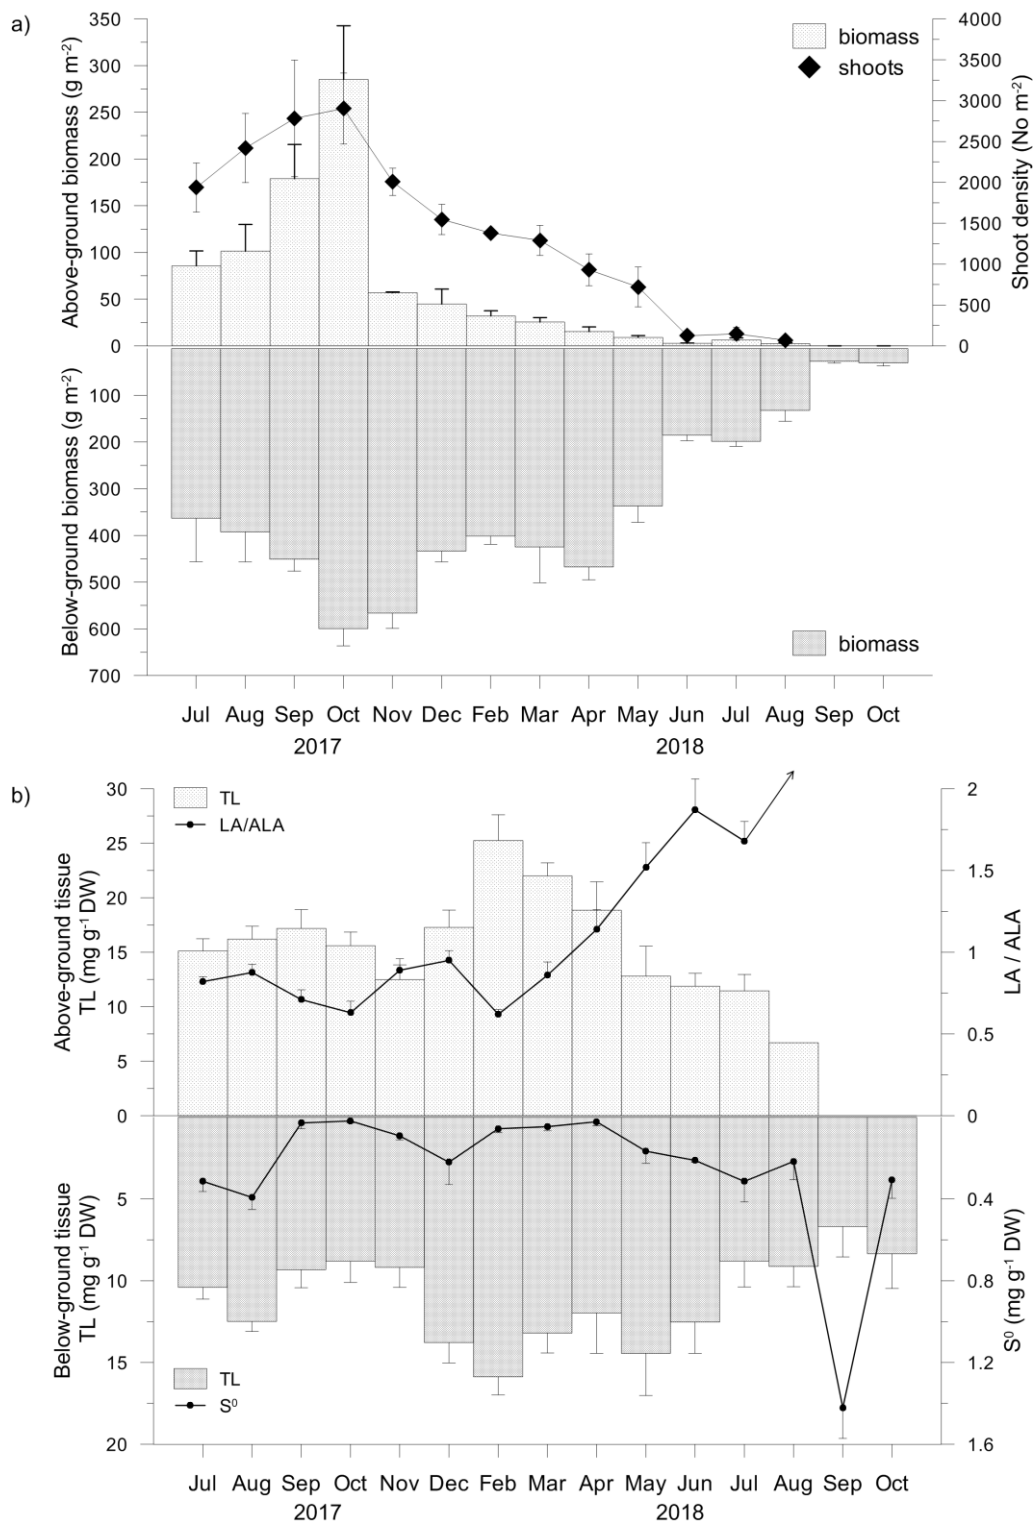 a)
350
300
250
200
150
100
50
0
Above-ground biomass (g m⁻²)
4000
3500
3000
2500
2000
1500
1000
500
0
Shoot density (No m⁻²)
biomass
shoots
100
200
300
400
500
600
700
Below-ground biomass (g m⁻²)
biomass
Jul Aug Sep Oct Nov Dec Feb Mar Apr May Jun Jul Aug Sep Oct
2017 2018
b)
30
25
20
15
10
5
0
Above-ground tissue
TL (mg g⁻¹ DW)
TL
LA/ALA
2
1.5
1
0.5
0
LA / ALA
5
10
15
20
Below-ground tissue
TL (mg g⁻¹ DW)
TL
S⁰
0.4
0.8
1.2
1.6
S⁰ (mg g⁻¹ DW)
Jul Aug Sep Oct Nov Dec Feb Mar Apr May Jun Jul Aug Sep Oct
2017 2018